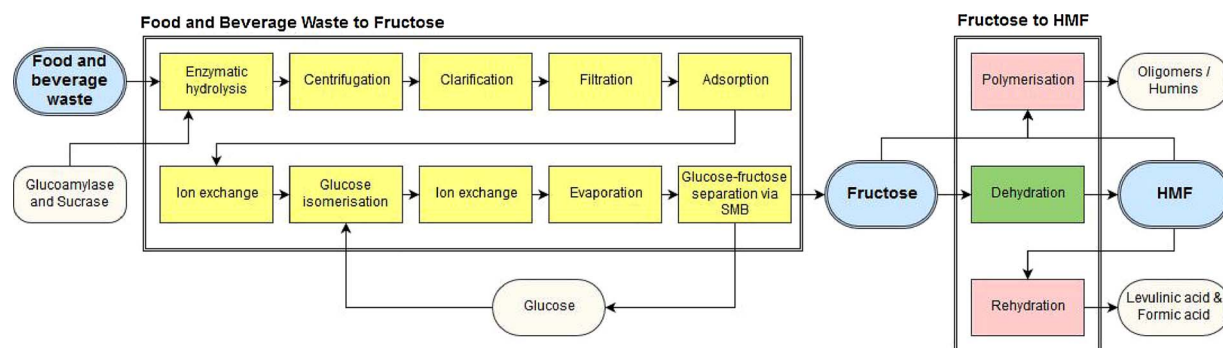 Food and Beverage Waste to Fructose
Fructose to HMF
Food and
beverage
waste
Enzymatic
hydrolysis
Centrifugation
Clarification
Filtration
Adsorption
Polymerisation
Oligomers /
Humins
Glucoamylase
and Sucrase
Ion exchange
Glucose
isomerisation
Ion exchange
Evaporation
Glucose-fructose
separation via
SMB
Fructose
Dehydration
HMF
Glucose
Rehydration
Levulinic acid &
Formic acid